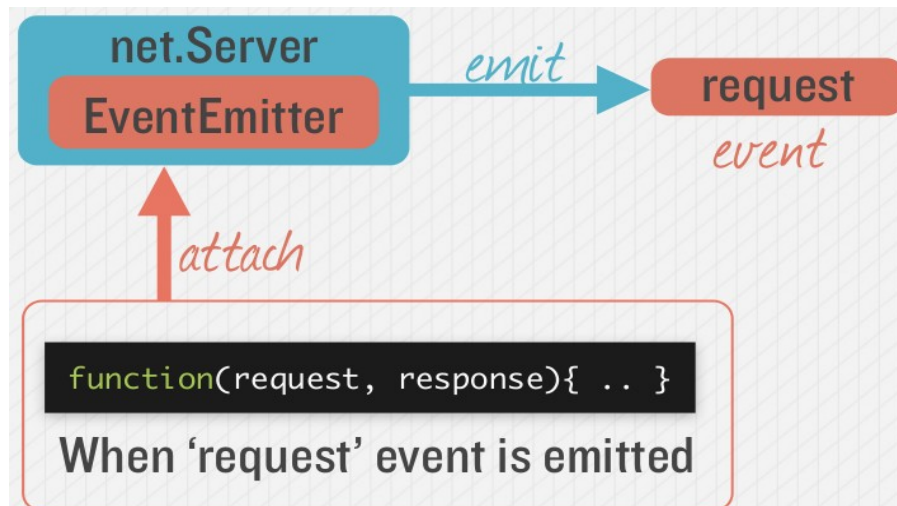 net.Server
EventEmitter
emit
request
event
attach
function(request, response){ .. }
When ‘request’ event is emitted